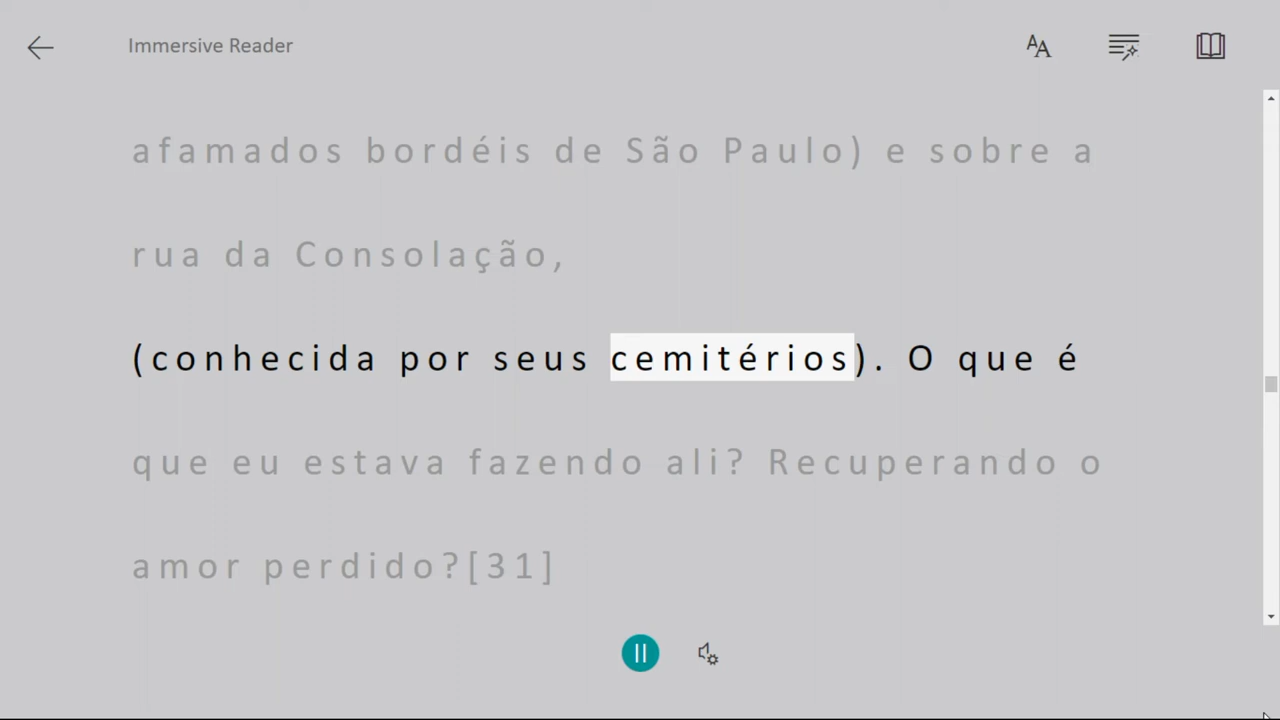 Immersive Reader
afamados bordéis de São Paulo) e sobre a
rua da Consolação,
(conhecida por seus cemitérios). O que é
que eu estava fazendo ali? Recuperando o
amor perdido?[31]